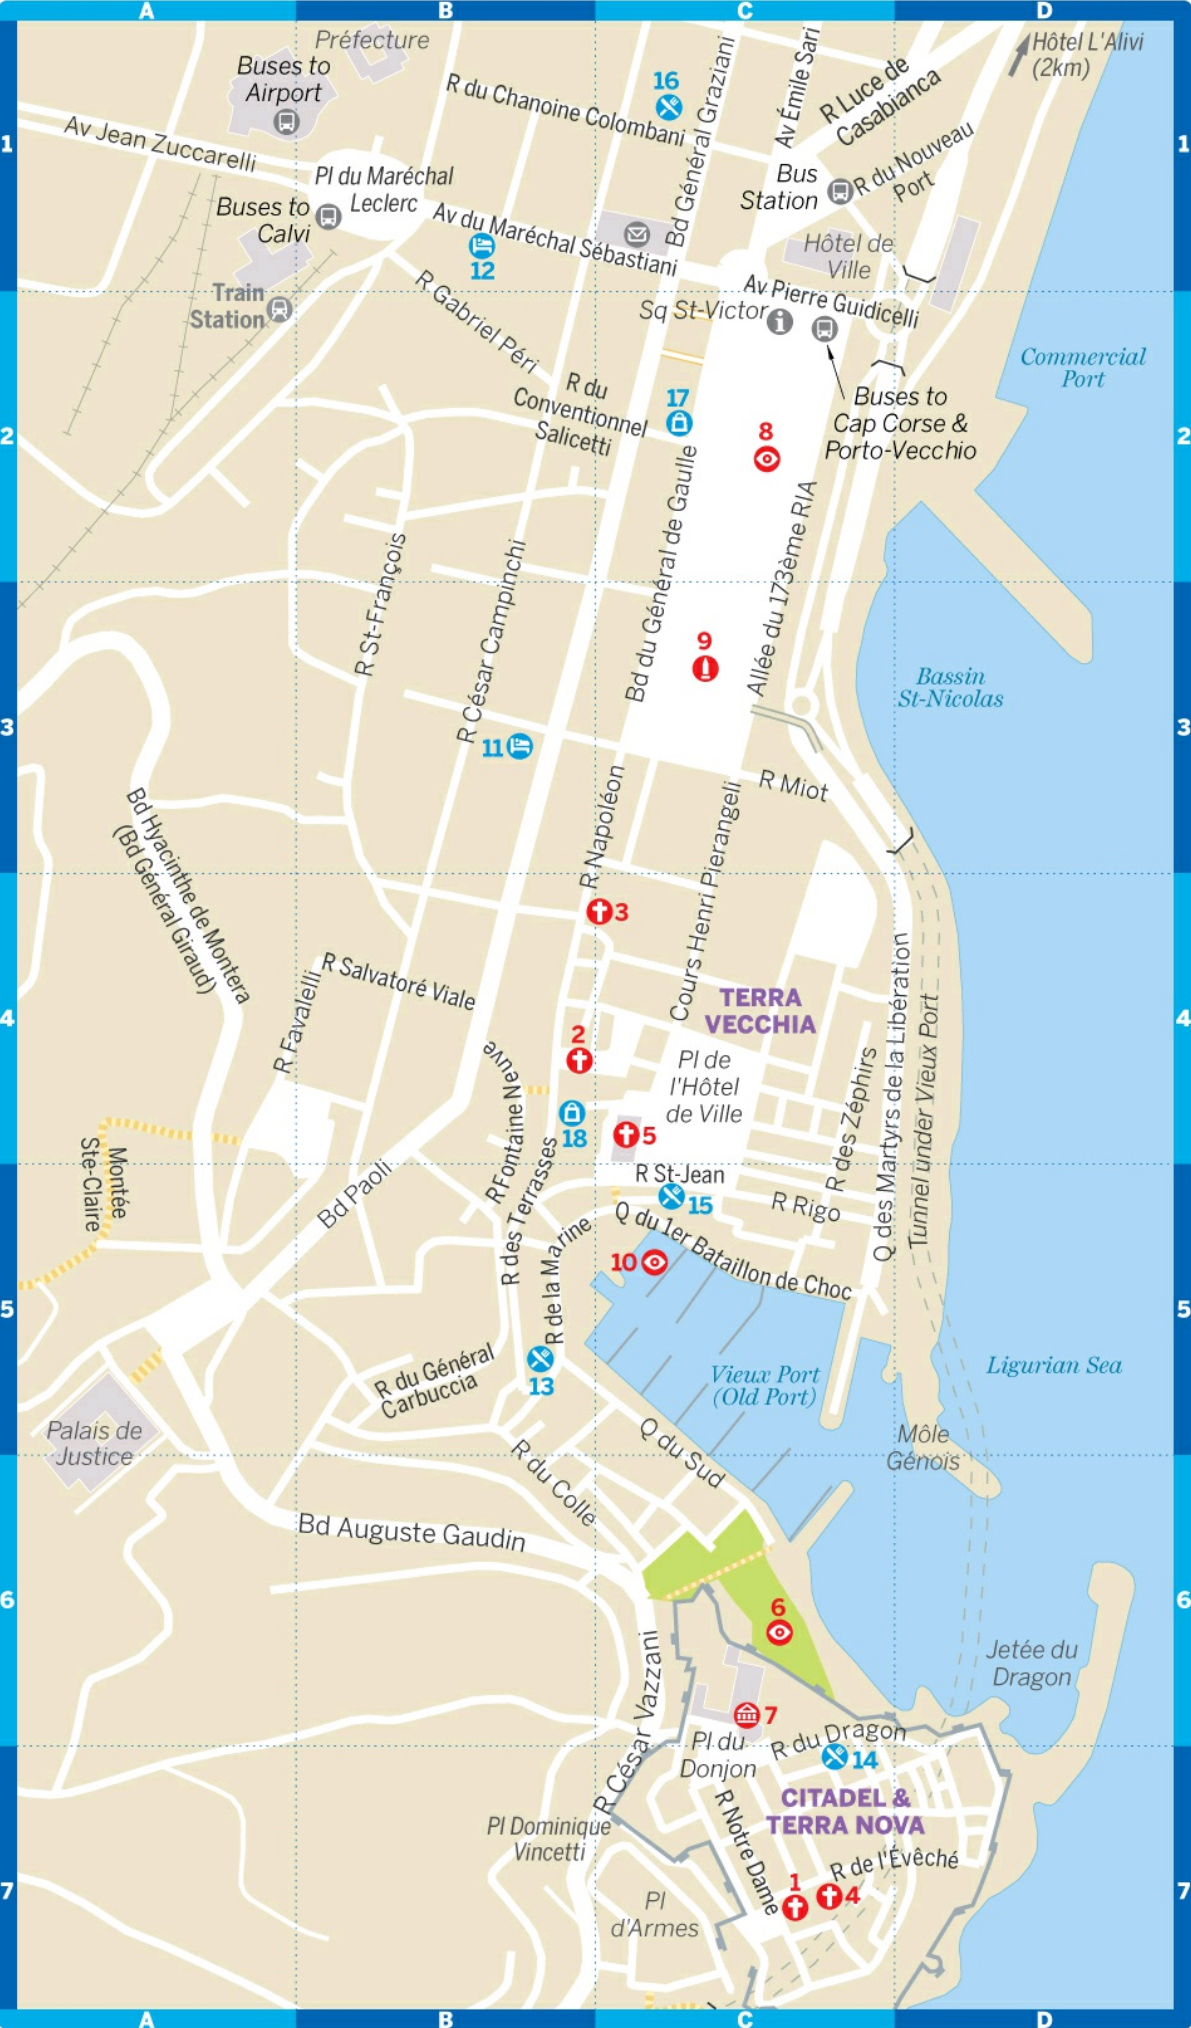 A
B
C
D
Préfecture
Buses to
Airport
16
R du Chanoine Colombani
Bd Général Graziani
Av Émile Sari
R Luce de
Casabianca
Hôtel L'Alivi
(2km)
1
1
Av Jean Zuccarelli
Pl du Maréchal
Leclerc
Buses to
Calvi
Av du Maréchal Sébastiani
12
Bus
Station
R du Nouveau
Port
Hôtel de
Ville
Train
Station
R Gabriel Péri
Sq St-Victor
Av Pierre Guidicelli
Commercial
Port
R du
Conventionnel
Salicetti
17
8
Buses to
Cap Corse &
Porto-Vecchio
2
2
R St-François
R César Campinchi
Bd du Général de Gaulle
Allée du 173ème RIA
9
Bassin
St-Nicolas
11
3
3
R Miot
Bd Hyacinthe de Montera
(Bd Général Giraud)
R Napoléon
Cours Henri Pierangeli
3
R Salvatoré Viale
R Favalelli
TERRA
VECCHIA
4
4
2
R Fontaine Neuve
Pl de
l'Hôtel
de Ville
R des Zéphirs
Q des Martyrs de la Libération
Tunnel under Vieux Port
18
5
Montée
Ste-Claire
Bd Paoli
R des Terrasses
R St-Jean
15
R Rigo
R de la Marine
Q du 1er Bataillon de Choc
10
5
5
R du Général
Carbuccia
13
Vieux Port
(Old Port)
Ligurian Sea
Palais de
Justice
Q du Sud
Môle
Génois
R du Colle
Bd Auguste Gaudin
6
6
6
R César Vazzani
Jetée du
Dragon
7
Pl du
Donjon
R du Dragon
14
CITADEL &
TERRA NOVA
Pl Dominique
Vincetti
R Notre Dame
R de l'Évêché
1
4
7
7
Pl
d'Armes
A
B
C
D